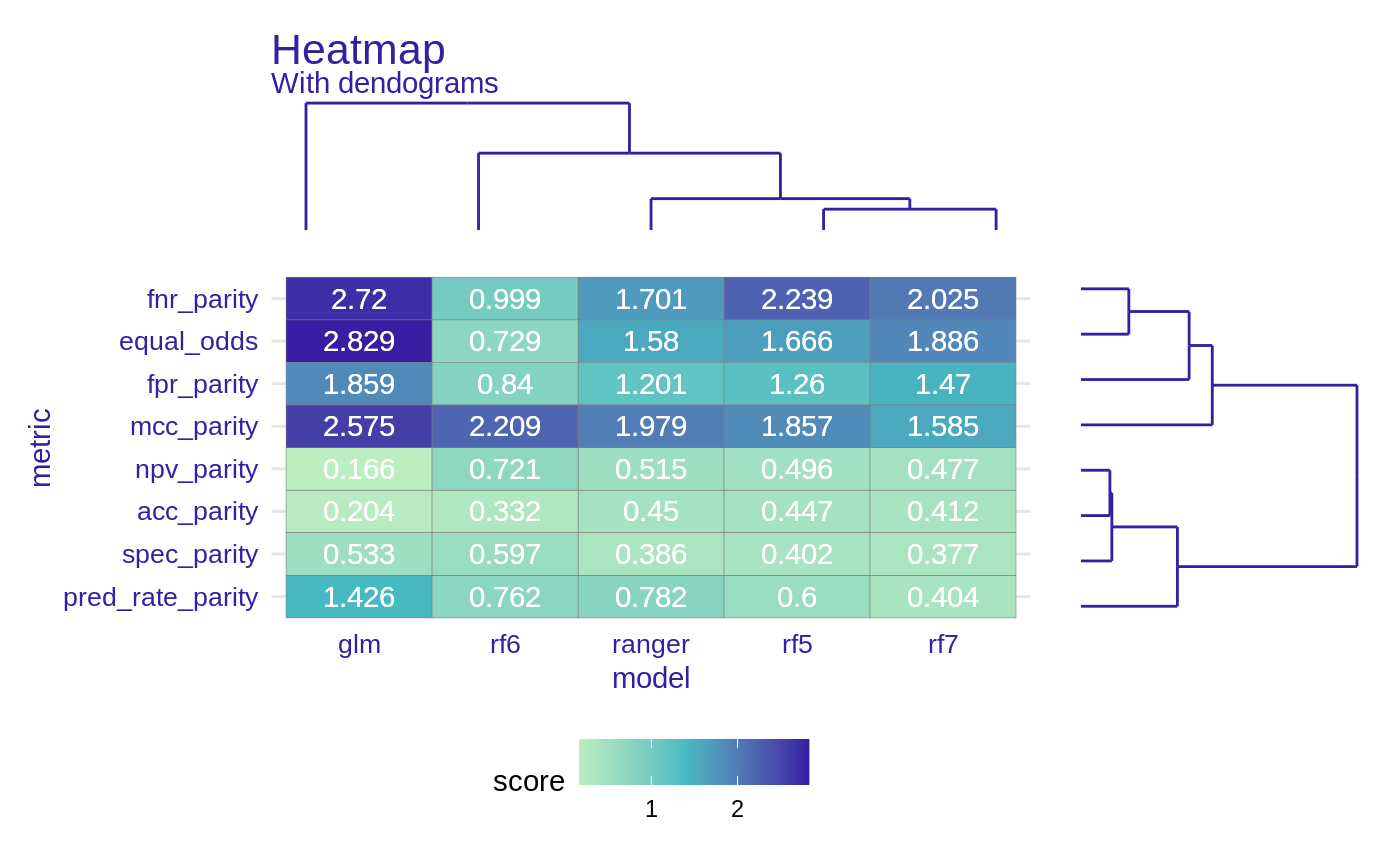 Heatmap
With dendograms
fnr_parity 2.72 0.999 1.701 2.239 2.025
equal_odds 2.829 0.729 1.58 1.666 1.886
fpr_parity 1.859 0.84 1.201 1.26 1.47
mcc_parity 2.575 2.209 1.979 1.857 1.585
npv_parity 0.166 0.721 0.515 0.496 0.477
acc_parity 0.204 0.332 0.45 0.447 0.412
spec_parity 0.533 0.597 0.386 0.402 0.377
pred_rate_parity 1.426 0.762 0.782 0.6 0.404
metric
glm rf6 ranger rf5 rf7
model
score
1 2